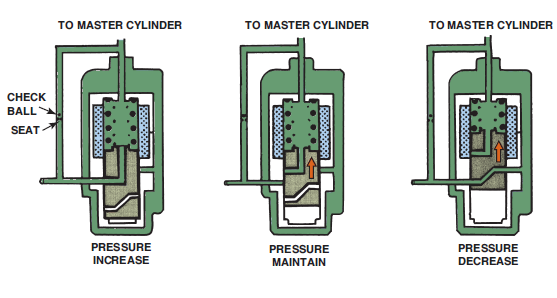 TO MASTER CYLINDER
TO MASTER CYLINDER
TO MASTER CYLINDER
CHECK
BALL
SEAT
PRESSURE
INCREASE
PRESSURE
MAINTAIN
PRESSURE
DECREASE